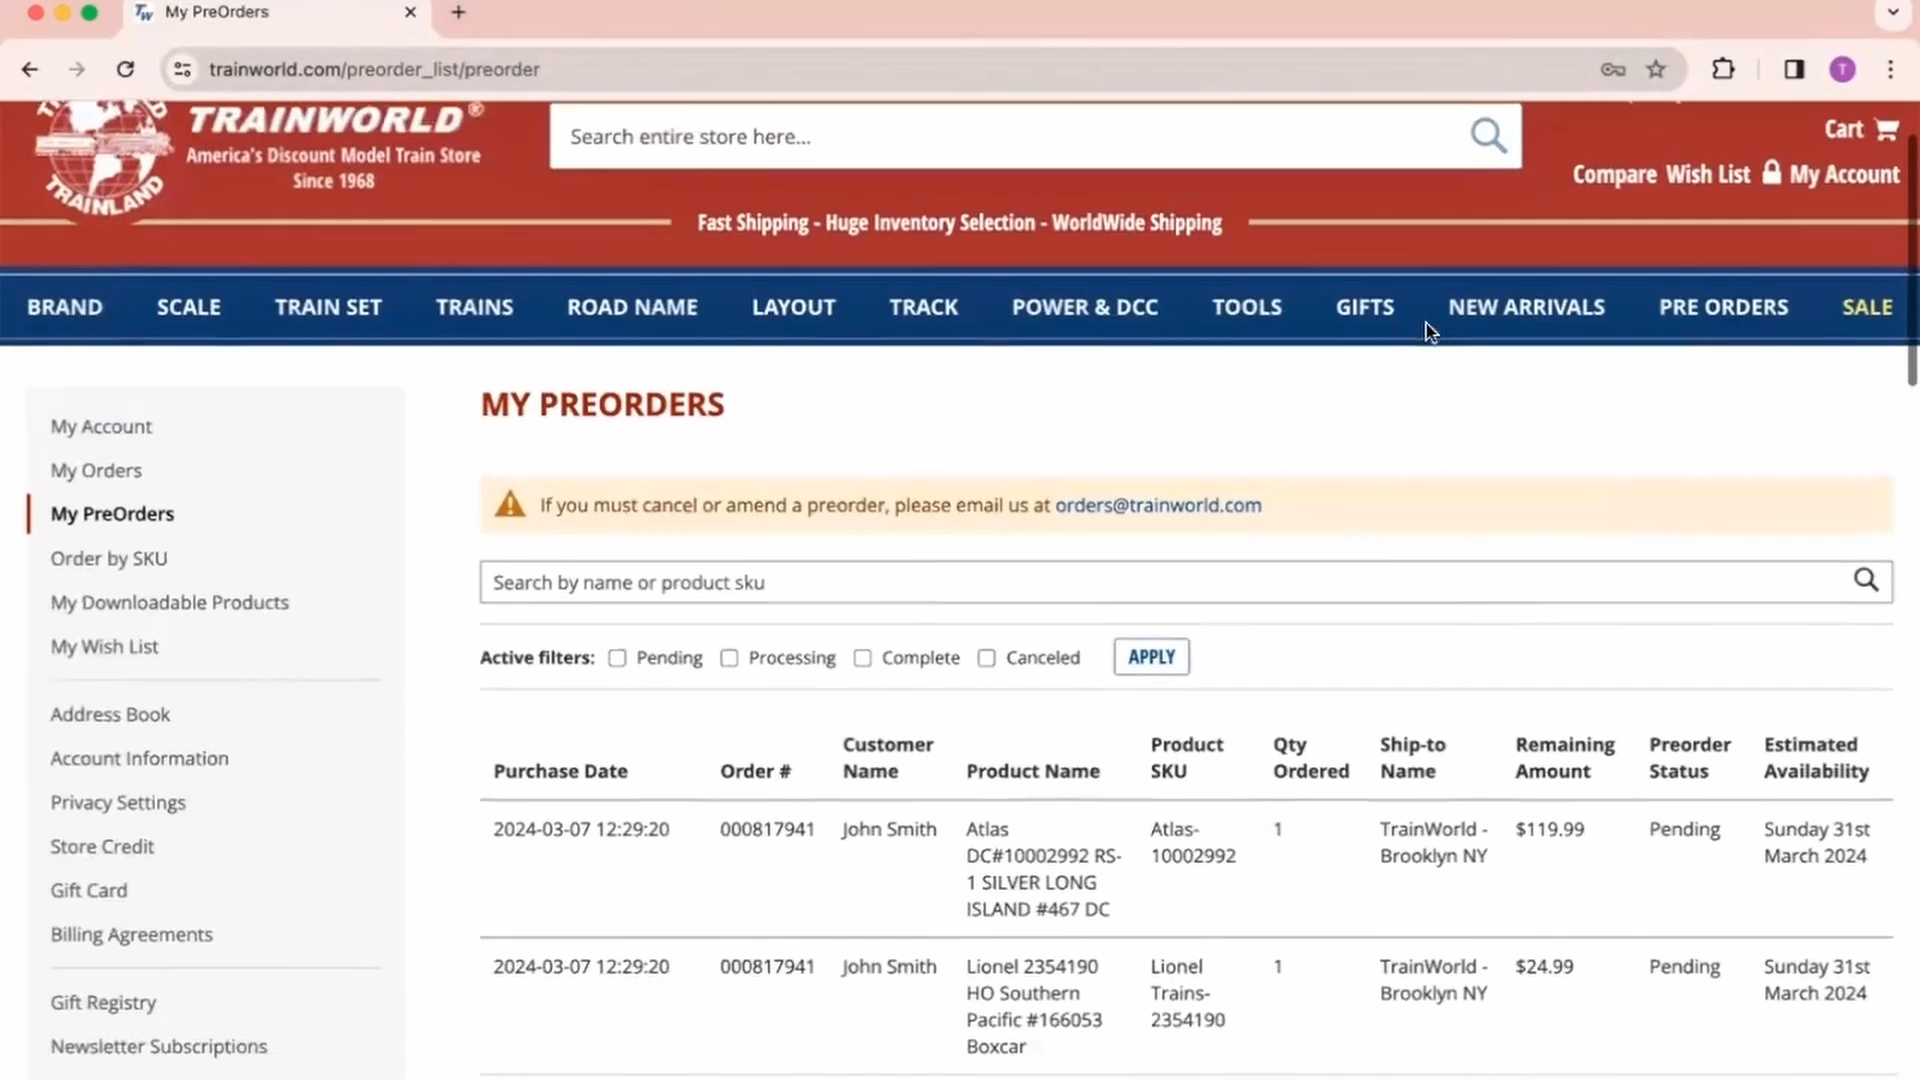 My PreOrders
trainworld.com/preorder_list/preorder
T
TRAINWORLD®
America's Discount Model Train Store
Since 1968
TRAINLAND
Search entire store here...
Cart
Compare Wish List My Account
Fast Shipping - Huge Inventory Selection - WorldWide Shipping
BRAND SCALE TRAIN SET TRAINS ROAD NAME LAYOUT TRACK POWER & DCC TOOLS GIFTS NEW ARRIVALS PRE ORDERS SALE
My Account
My Orders
My PreOrders
Order by SKU
My Downloadable Products
My Wish List
Address Book
Account Information
Privacy Settings
Store Credit
Gift Card
Billing Agreements
Gift Registry
Newsletter Subscriptions
MY PREORDERS
If you must cancel or amend a preorder, please email us at orders@trainworld.com
Search by name or product sku
Active filters: Pending Processing Complete Canceled APPLY
Customer Product Qty Ship-to Remaining Preorder Estimated
Purchase Date Order # Name Product Name SKU Ordered Name Amount Status Availability
2024-03-07 12:29:20 000817941 John Smith Atlas Atlas- 1 TrainWorld - $119.99 Pending Sunday 31st
DC#10002992 RS- 10002992 Brooklyn NY March 2024
1 SILVER LONG
ISLAND #467 DC
2024-03-07 12:29:20 000817941 John Smith Lionel 2354190 Lionel 1 TrainWorld - $24.99 Pending Sunday 31st
HO Southern Trains- Brooklyn NY March 2024
Pacific #166053 2354190
Boxcar